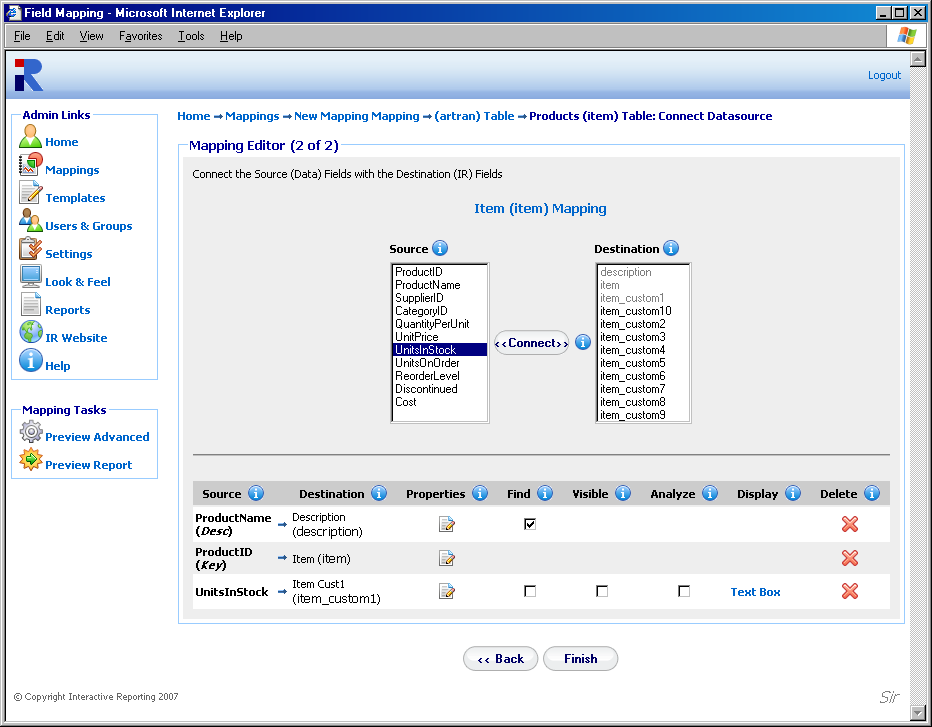 Field Mapping - Microsoft Internet Explorer
File Edit View Favorites Tools Help
IR
Logout
Admin Links
Home
Mappings
Templates
Users & Groups
Settings
Look & Feel
Reports
IR Website
Help
Mapping Tasks
Preview Advanced
Preview Report
Home → Mappings → New Mapping Mapping → (artran) Table → Products (item) Table: Connect Datasource
Mapping Editor (2 of 2)
Connect the Source (Data) Fields with the Destination (IR) Fields
Item (item) Mapping
Source
ProductID
ProductName
SupplierID
CategoryID
QuantityPerUnit
UnitPrice
UnitsInStock
UnitsOnOrder
ReorderLevel
Discontinued
Cost
<<Connect>>
Destination
description
item
item_custom1
item_custom10
item_custom2
item_custom3
item_custom4
item_custom5
item_custom6
item_custom7
item_custom8
item_custom9
Source Destination Properties Find Visible Analyze Display Delete
ProductName → Description
(Desc) (description)
ProductID → Item (item)
(Key)
UnitsInStock → Item Cust1 Text Box
(item_custom1)
<< Back Finish
© Copyright Interactive Reporting 2007
Sir